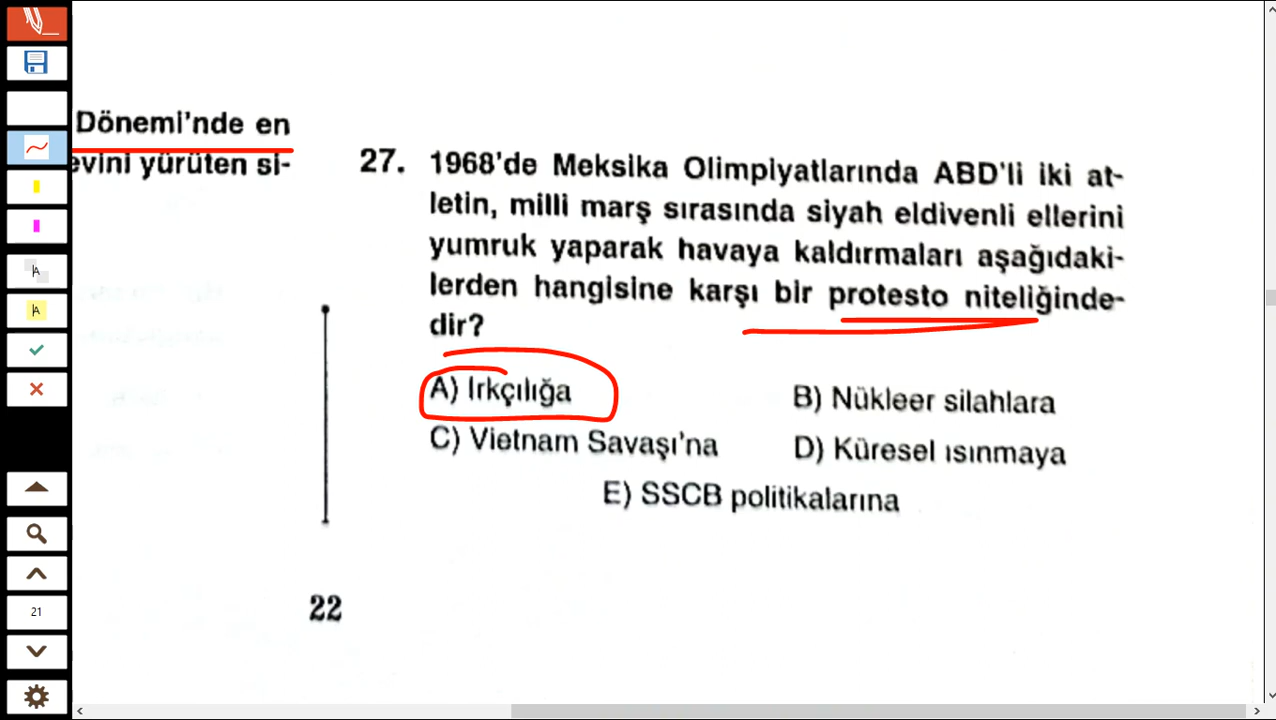 Dönemi'nde en
evini yürüten si-
27. 1968'de Meksika Olimpiyatlarında ABD'li iki at-
letin, milli marş sırasında siyah eldivenli ellerini
yumruk yaparak havaya kaldırmaları aşağıdaki-
lerden hangisine karşı bir protesto niteliğinde-
dir?
A) Irkçılığa
B) Nükleer silahlara
C) Vietnam Savaşı'na
D) Küresel ısınmaya
E) SSCB politikalarına
22
A
A
21